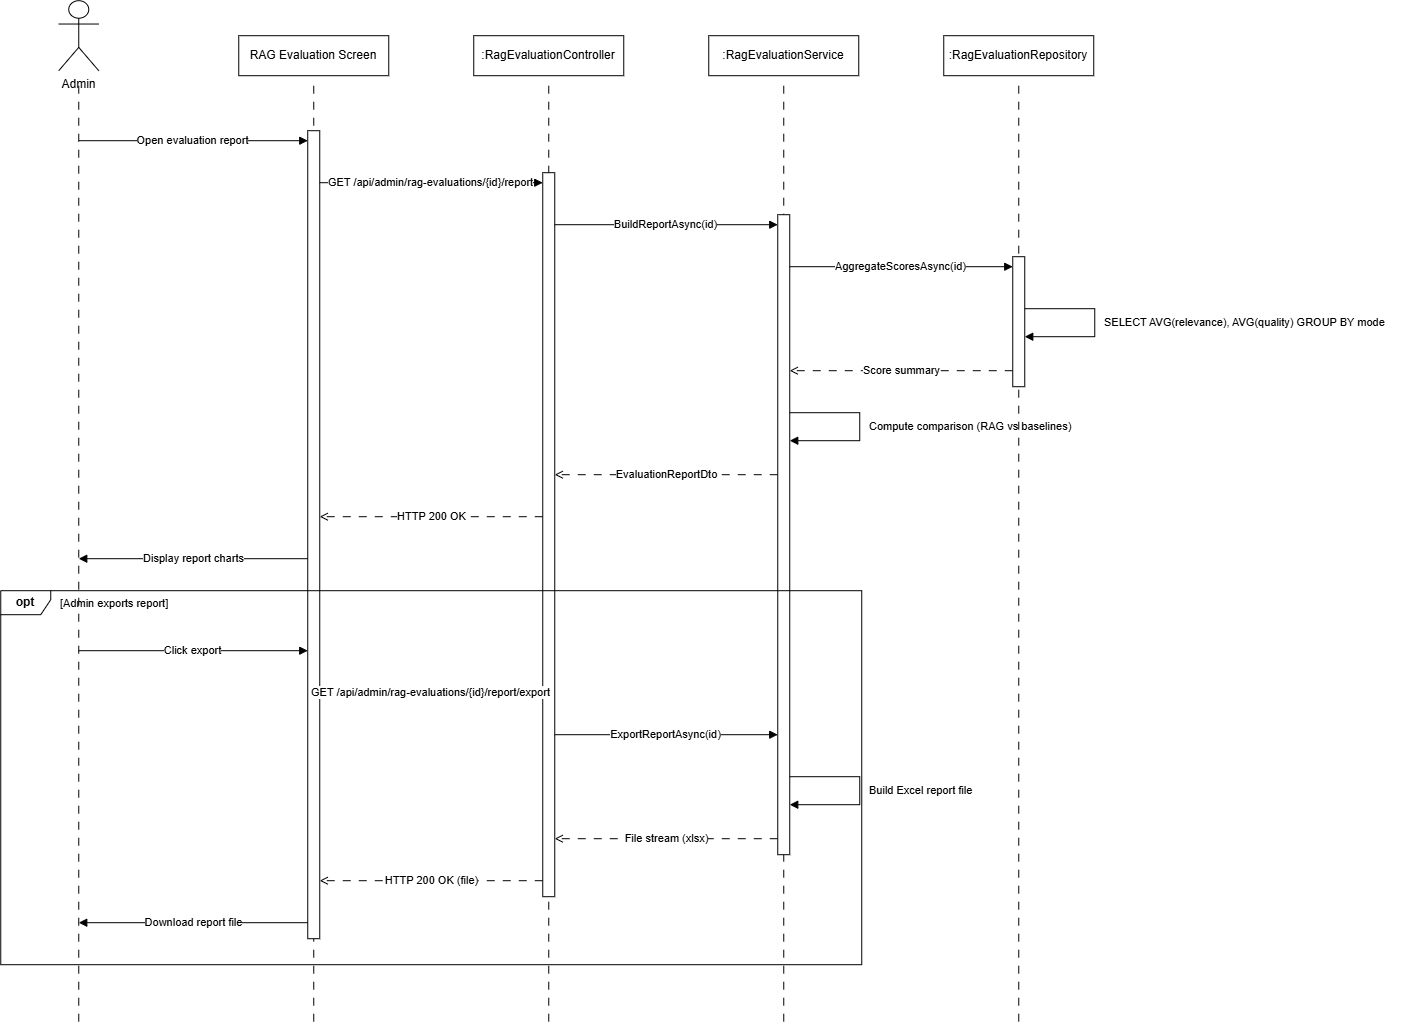 Admin
RAG Evaluation Screen
:RagEvaluationController
:RagEvaluationService
:RagEvaluationRepository
Open evaluation report
GET /api/admin/rag-evaluations/{id}/report
BuildReportAsync(id)
AggregateScoresAsync(id)
SELECT AVG(relevance), AVG(quality) GROUP BY mode
Score summary
Compute comparison (RAG vs baselines)
EvaluationReportDto
HTTP 200 OK
Display report charts
opt
[Admin exports report]
Click export
GET /api/admin/rag-evaluations/{id}/report/export
ExportReportAsync(id)
Build Excel report file
File stream (xlsx)
HTTP 200 OK (file)
Download report file